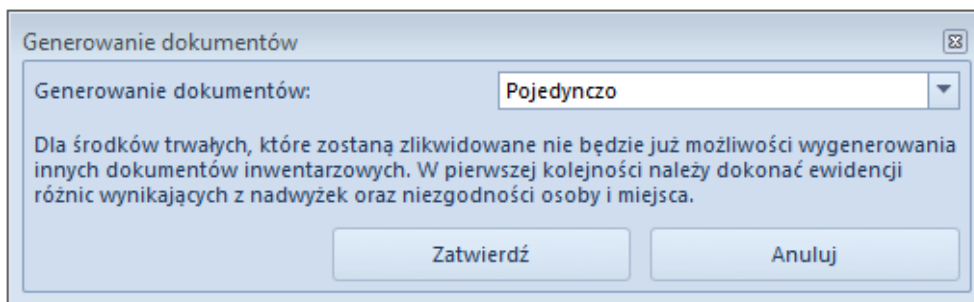 Generowanie dokumentów
Generowanie dokumentów: Pojedynczo
Dla środków trwałych, które zostaną zlikwidowane nie będzie już możliwości wygenerowania
innych dokumentów inwentarzowych. W pierwszej kolejności należy dokonać ewidencji
różnic wynikających z nadwyżek oraz niezgodności osoby i miejsca.
Zatwierdź Anuluj